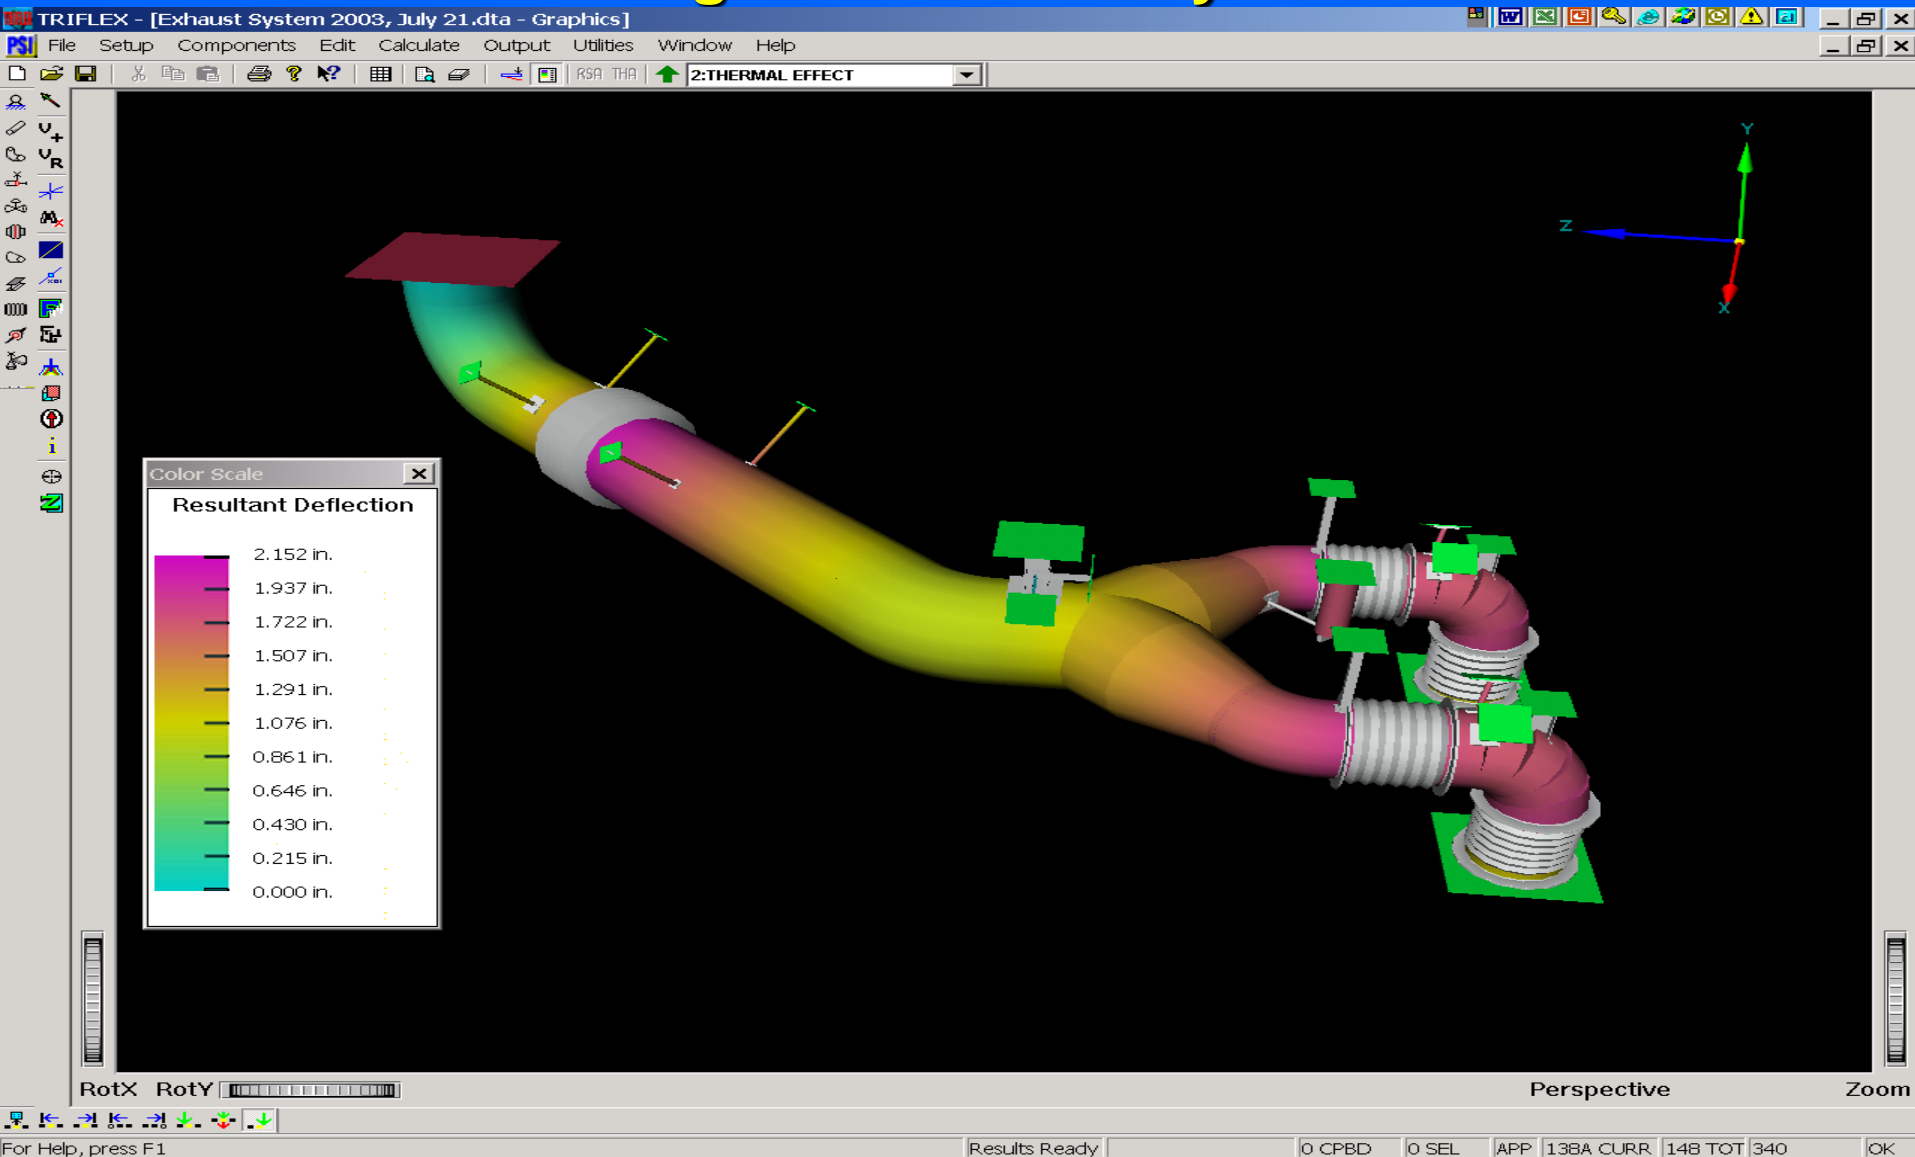 TRIFLEX - [Exhaust System 2003, July 21.dta - Graphics]
PSI File Setup Components Edit Calculate Output Utilities Window Help
RSA THA 2:THERMAL EFFECT
V+
VR
Y
Z
X
Color Scale
Resultant Deflection
2.152 in.
1.937 in.
1.722 in.
1.507 in.
1.291 in.
1.076 in.
0.861 in.
0.646 in.
0.430 in.
0.215 in.
0.000 in.
RotX RotY Perspective Zoom
For Help, press F1 Results Ready 0 CPBD 0 SEL APP 138A CURR 148 TOT 340 OK